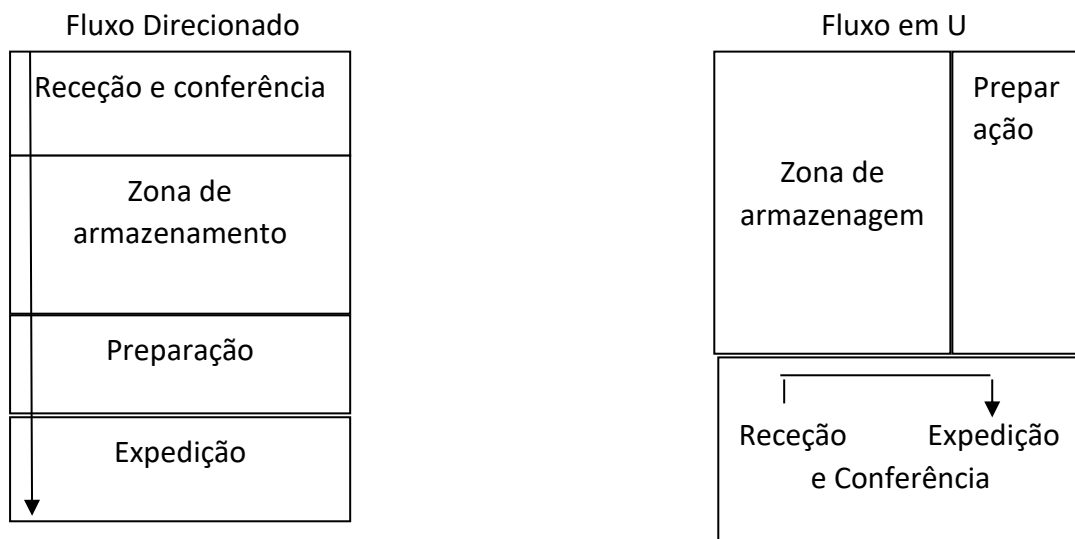 Fluxo Direcionado
Receção e conferência
Zona de
armazenamento
Preparação
Expedição
Fluxo em U
Zona de
armazenagem
Prepar
ação
Receção Expedição
e Conferência